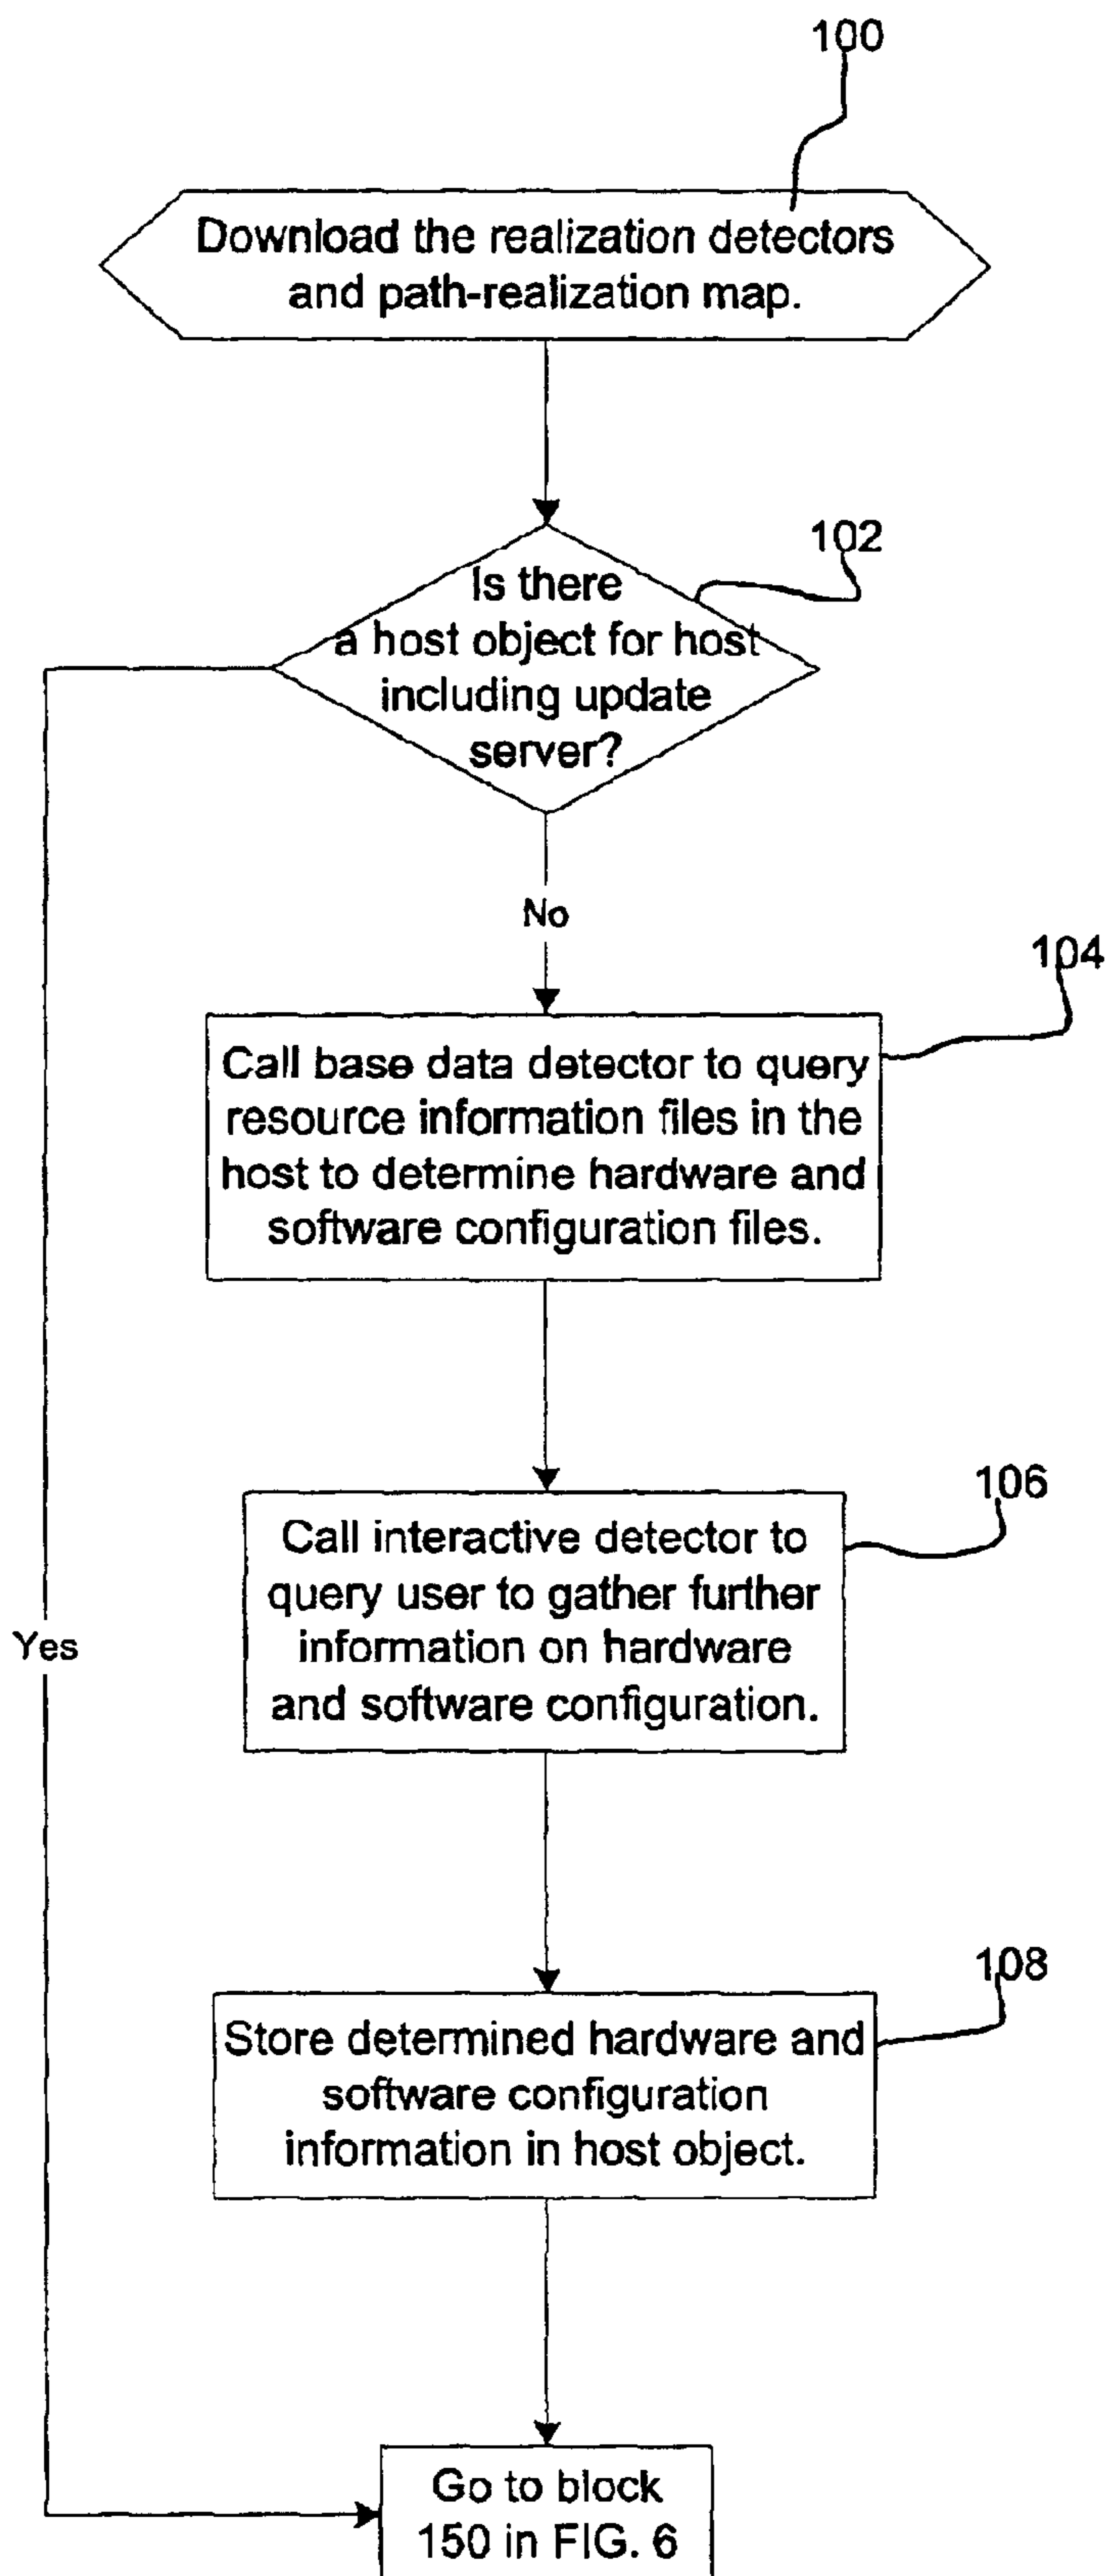 100
Download the realization detectors
and path-realization map.
102
Is there
a host object for host
including update
server?
No
104
Call base data detector to query
resource information files in the
host to determine hardware and
software configuration files.
106
Call interactive detector to
query user to gather further
information on hardware
and software configuration.
Yes
108
Store determined hardware and
software configuration
information in host object.
Go to block
150 in FIG. 6